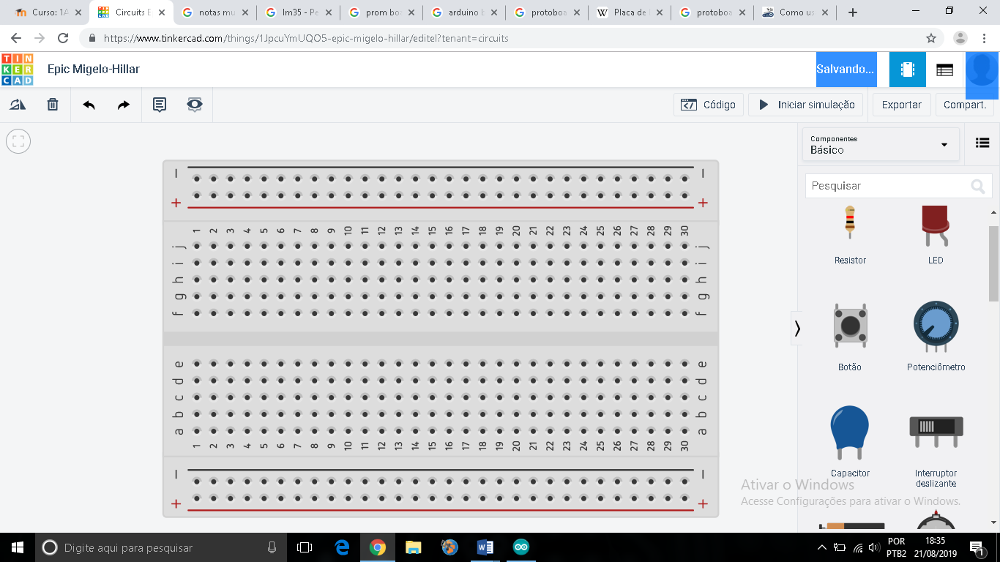 Curso: 1A
Circuits E
notas mu
lm35 - Pe
prom bo
arduino b
protoboa
Placa de
protoboa
Como us
https://www.tinkercad.com/things/1JpcuYmUQO5-epic-migelo-hillar/editel?tenant=circuits
TIN
KER
CAD
Epic Migelo-Hillar
Salvando...
Código
Iniciar simulação
Exportar
Compart.
Componentes
Básico
Pesquisar
Resistor
LED
Botão
Potenciômetro
Capacitor
Interruptor
deslizante
− −
+ +
1 2 3 4 5 6 7 8 9 10 11 12 13 14 15 16 17 18 19 20 21 22 23 24 25 26 27 28 29 30
j j
i i
h h
g g
f f
e e
d d
c c
b b
a a
1 2 3 4 5 6 7 8 9 10 11 12 13 14 15 16 17 18 19 20 21 22 23 24 25 26 27 28 29 30
− −
+ +
Ativar o Windows
Acesse Configurações para ativar o Windows.
Digite aqui para pesquisar
POR
PTB2
18:35
21/08/2019
1